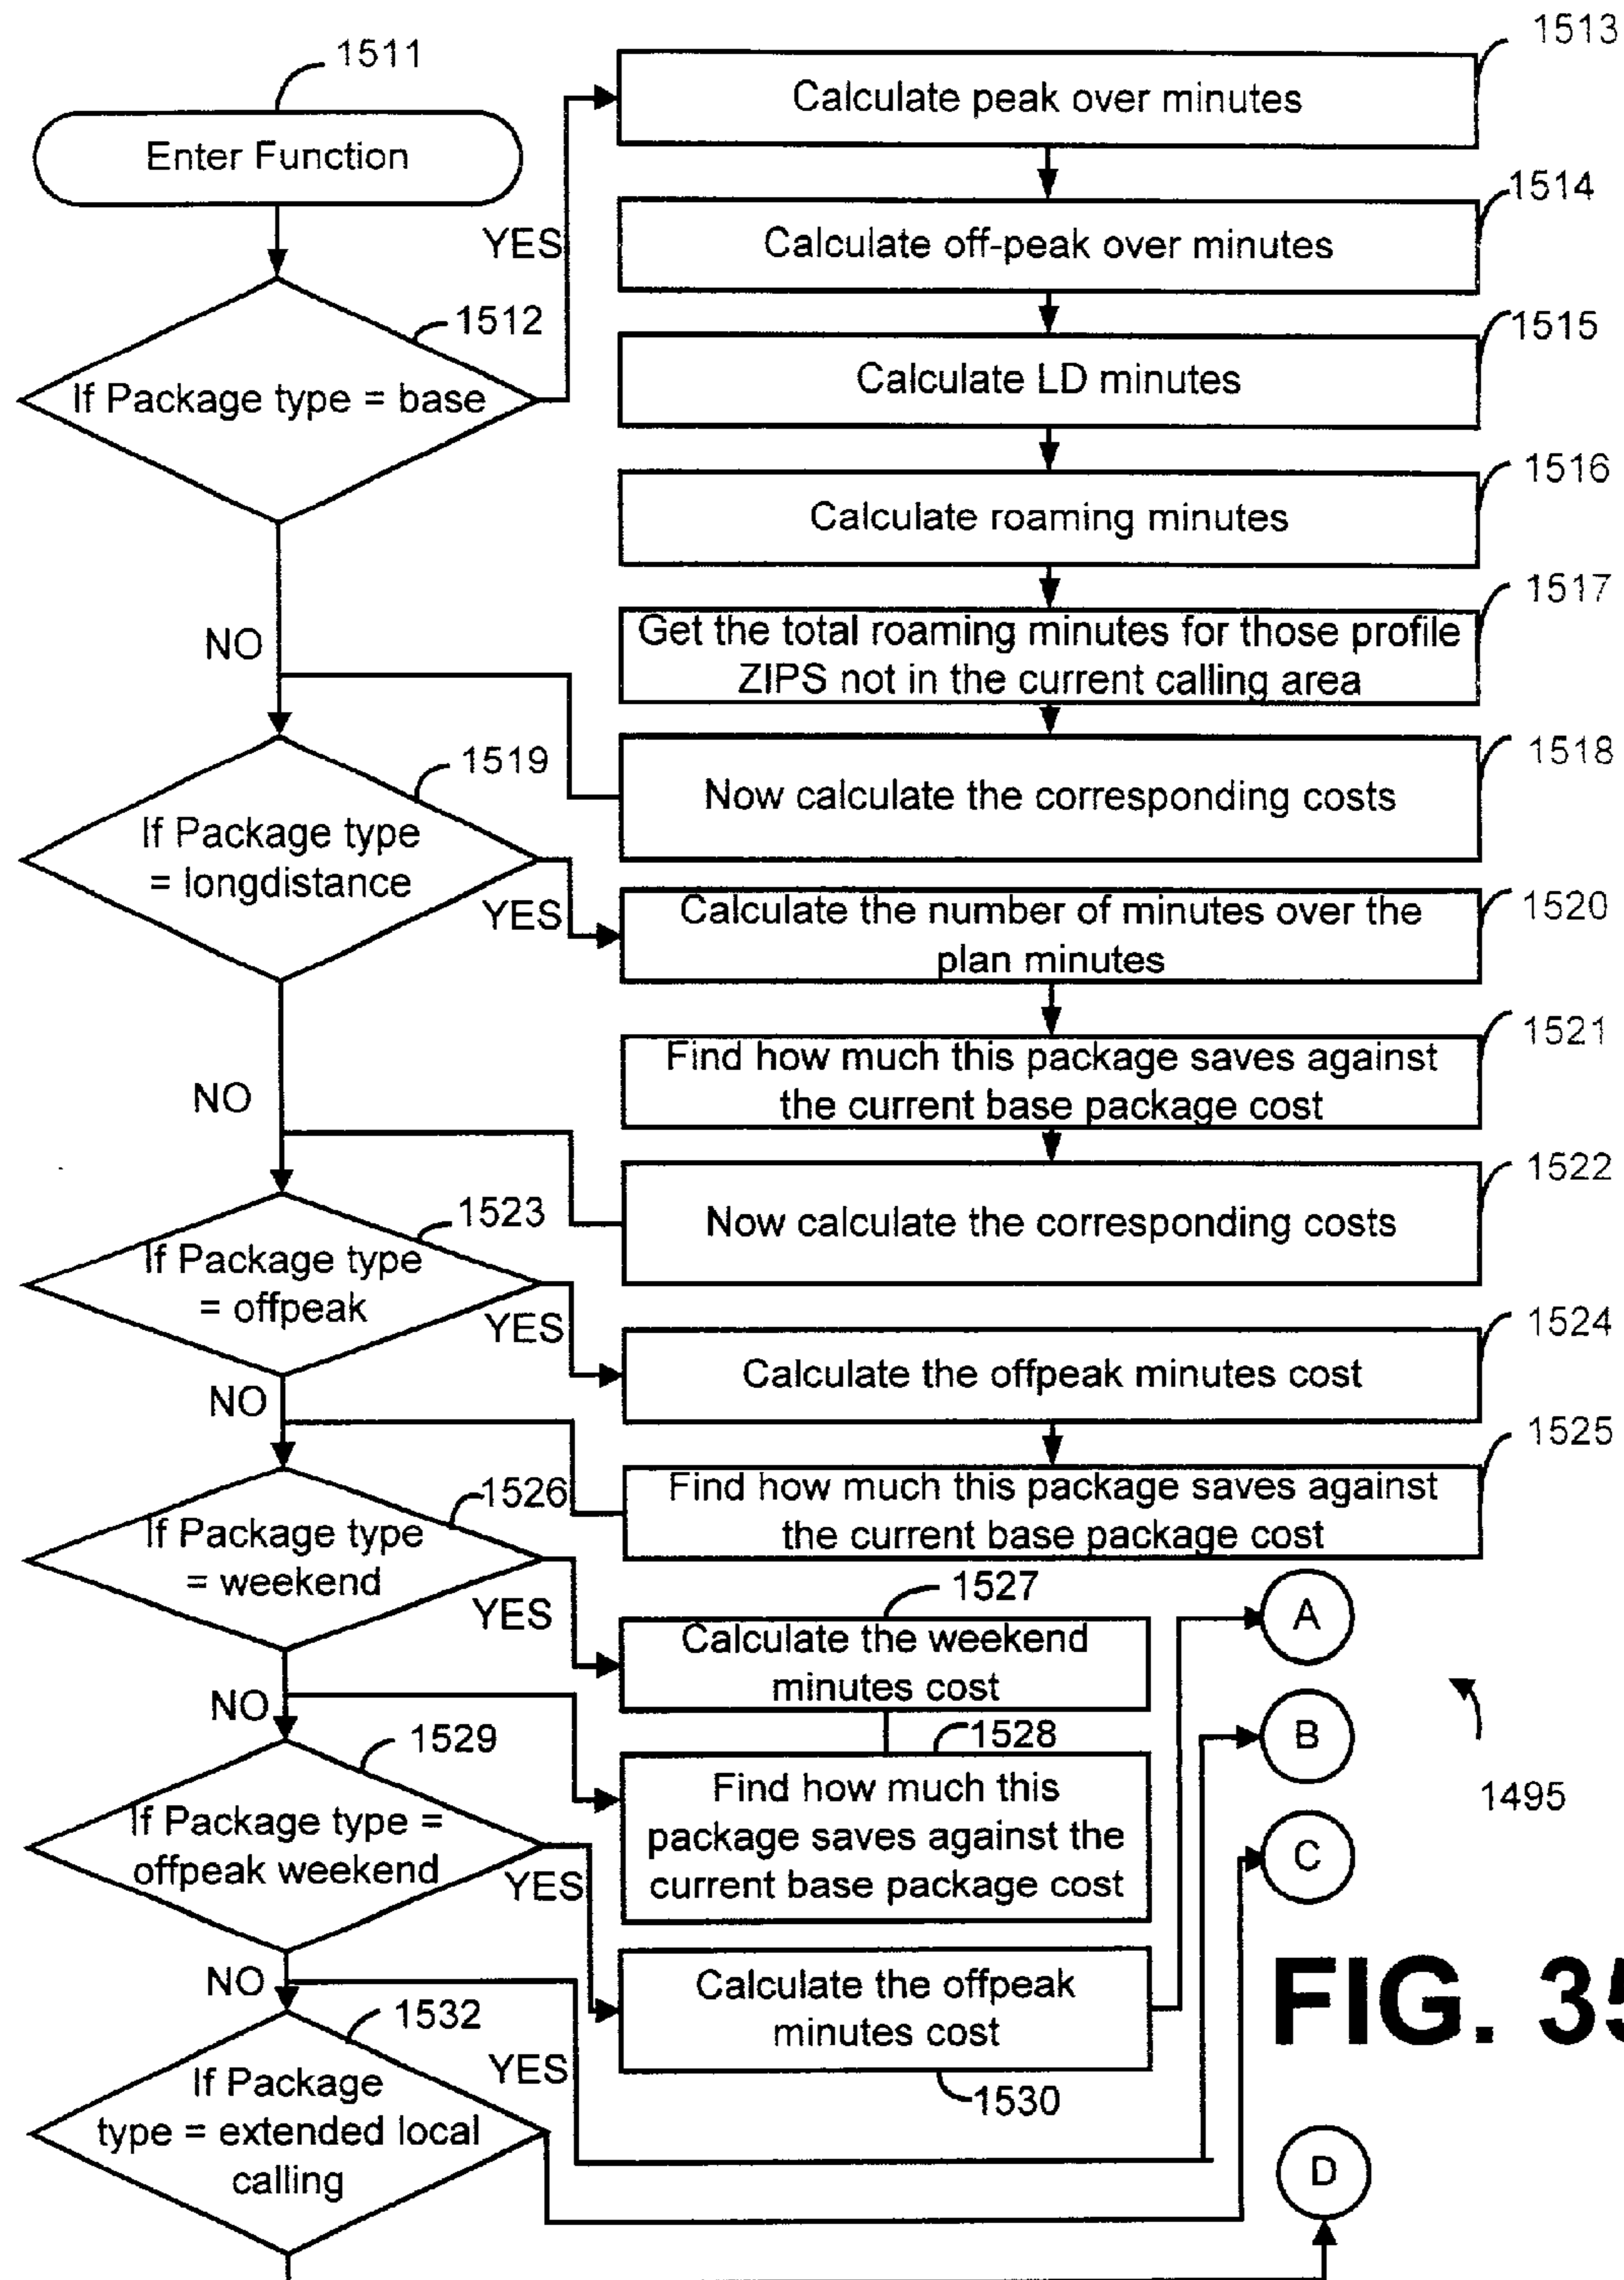 1511
Enter Function
1512
If Package type = base
YES
NO
1513
Calculate peak over minutes
1514
Calculate off-peak over minutes
1515
Calculate LD minutes
1516
Calculate roaming minutes
1517
Get the total roaming minutes for those profile
ZIPS not in the current calling area
1518
Now calculate the corresponding costs
1519
If Package type
= longdistance
YES
NO
1520
Calculate the number of minutes over the
plan minutes
1521
Find how much this package saves against
the current base package cost
1522
Now calculate the corresponding costs
1523
If Package type
= offpeak
YES
NO
1524
Calculate the offpeak minutes cost
1525
Find how much this package saves against
the current base package cost
1526
If Package type
= weekend
YES
NO
1527
Calculate the weekend
minutes cost
1528
Find how much this
package saves against the
current base package cost
1529
If Package type =
offpeak weekend
YES
NO
Calculate the offpeak
minutes cost
1530
1532
If Package
type = extended local
calling
YES
A
B
C
D
1495
FIG. 35